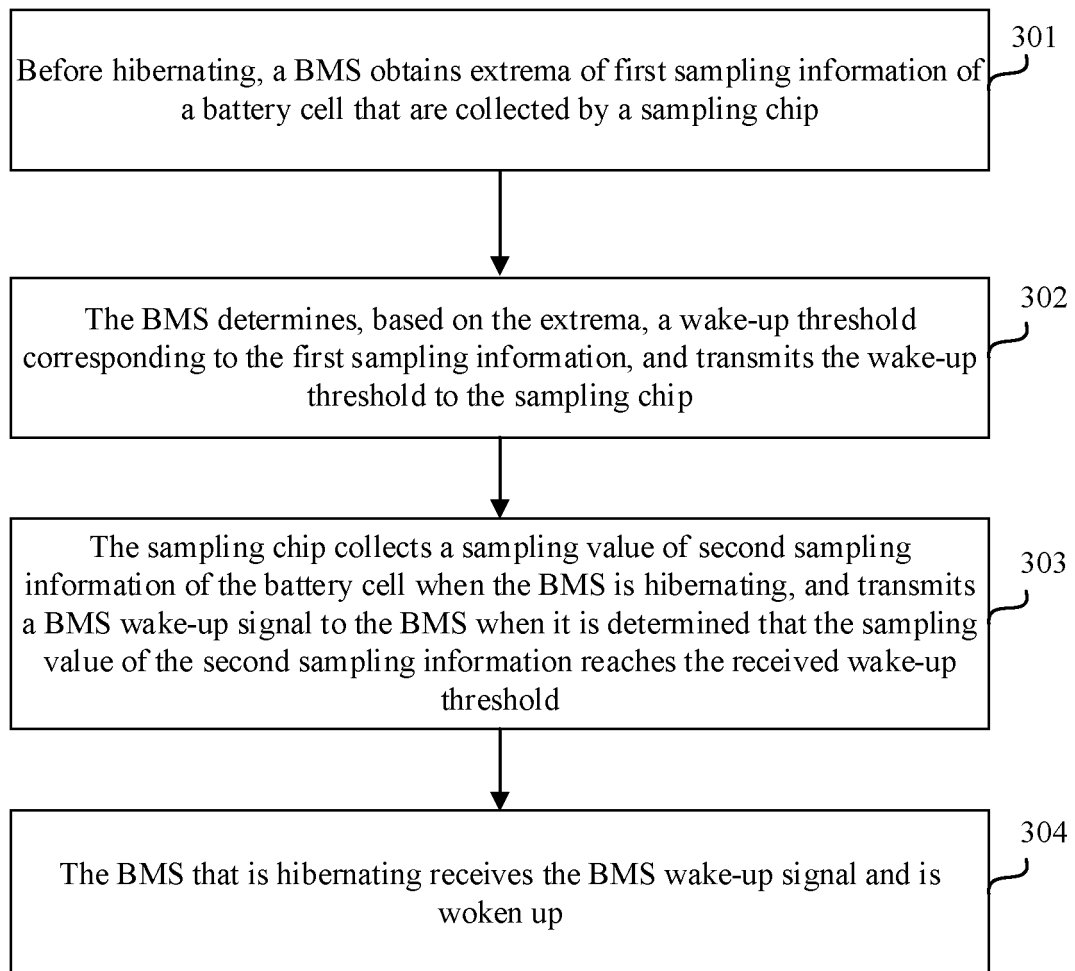 301
Before hibernating, a BMS obtains extrema of first sampling information of
a battery cell that are collected by a sampling chip
302
The BMS determines, based on the extrema, a wake-up threshold
corresponding to the first sampling information, and transmits the wake-up
threshold to the sampling chip
303
The sampling chip collects a sampling value of second sampling
information of the battery cell when the BMS is hibernating, and transmits
a BMS wake-up signal to the BMS when it is determined that the sampling
value of the second sampling information reaches the received wake-up
threshold
304
The BMS that is hibernating receives the BMS wake-up signal and is
woken up